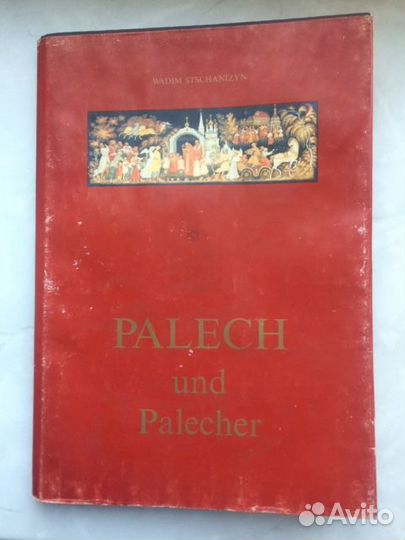 WADIM STSCHANIZYN
PALECH
und
Palecher
Avito